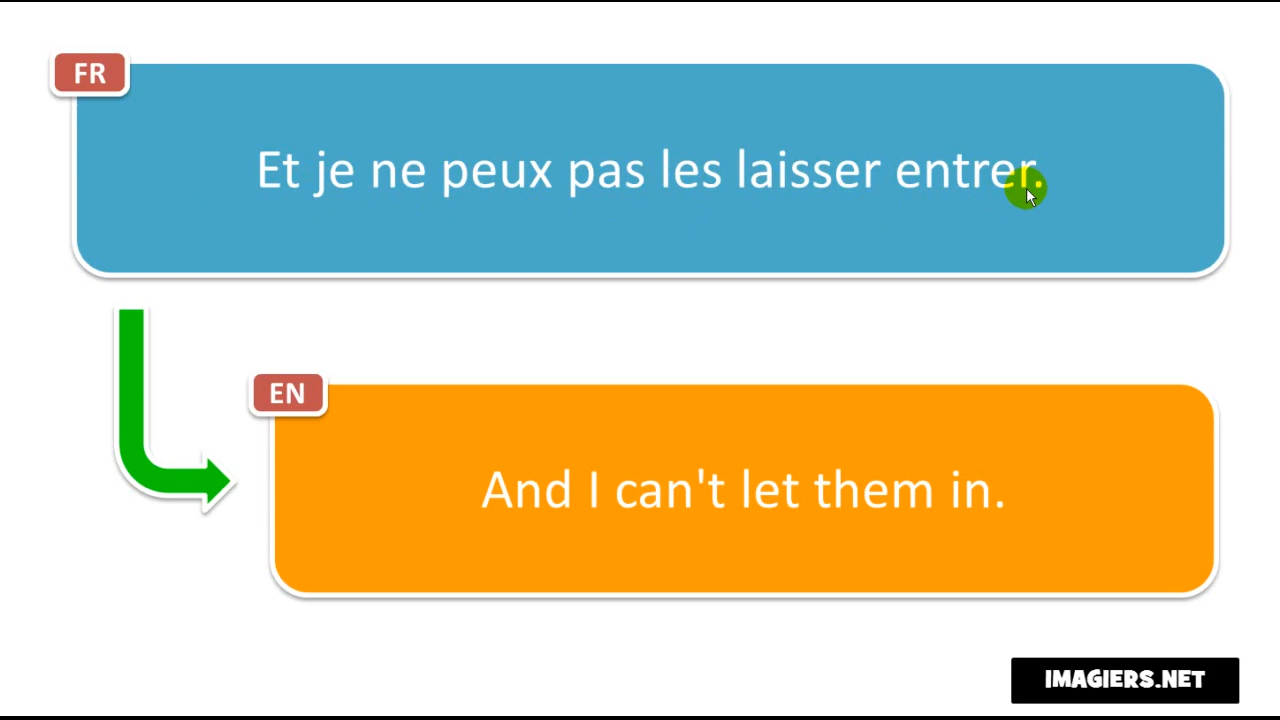 FR
Et je ne peux pas les laisser entrer.
EN
And I can't let them in.
IMAGIERS.NET